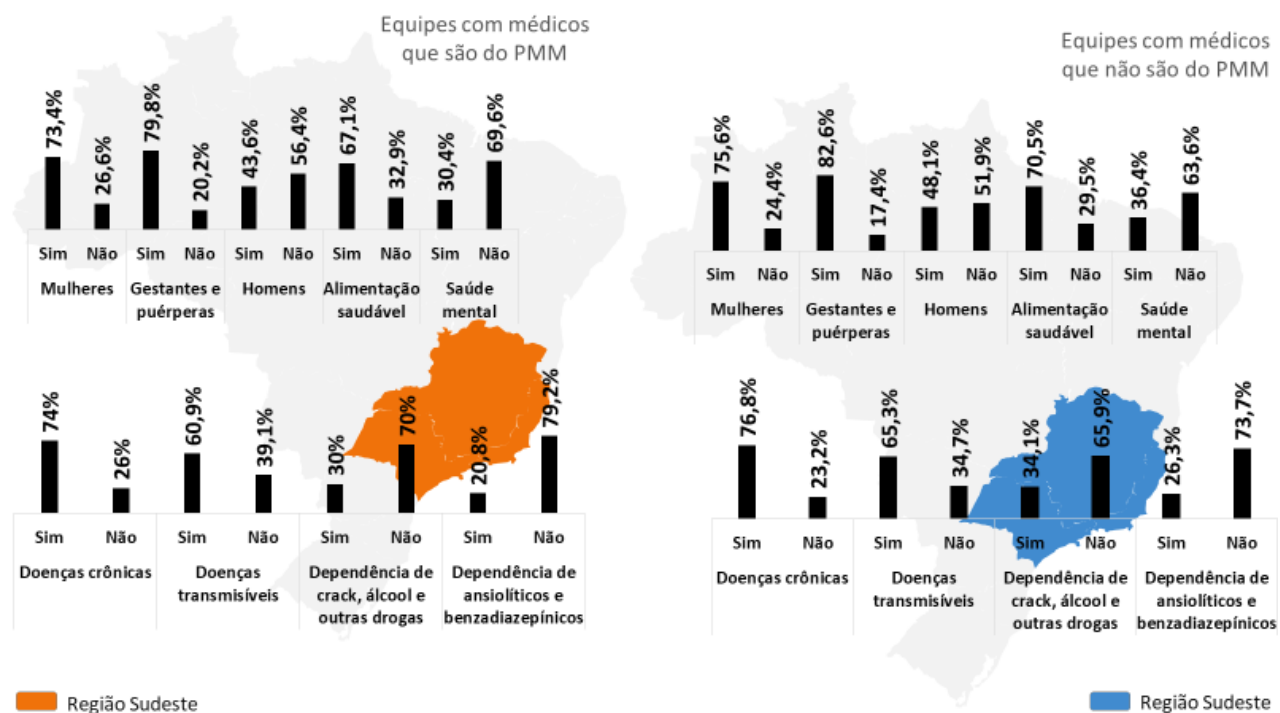 Equipes com médicos
que são do PMM
73,4% 26,6% 79,8% 20,2% 43,6% 56,4% 67,1% 32,9% 30,4% 69,6%
Sim Não Sim Não Sim Não Sim Não Sim Não
Mulheres Gestantes e Homens Alimentação Saúde
puérperas saudável mental
74% 26% 60,9% 39,1% 30% 70% 20,8% 79,2%
Sim Não Sim Não Sim Não Sim Não
Doenças crônicas Doenças Dependência de Dependência de
transmisíveis crack, álcool e ansiolíticos e
outras drogas benzadiazepínicos
Região Sudeste
Equipes com médicos
que não são do PMM
75,6% 24,4% 82,6% 17,4% 48,1% 51,9% 70,5% 29,5% 36,4% 63,6%
Sim Não Sim Não Sim Não Sim Não Sim Não
Mulheres Gestantes e Homens Alimentação Saúde
puérperas saudável mental
76,8% 23,2% 65,3% 34,7% 34,1% 65,9% 26,3% 73,7%
Sim Não Sim Não Sim Não Sim Não
Doenças crônicas Doenças Dependência de Dependência de
transmisíveis crack, álcool e ansiolíticos e
outras drogas benzadiazepínicos
Região Sudeste